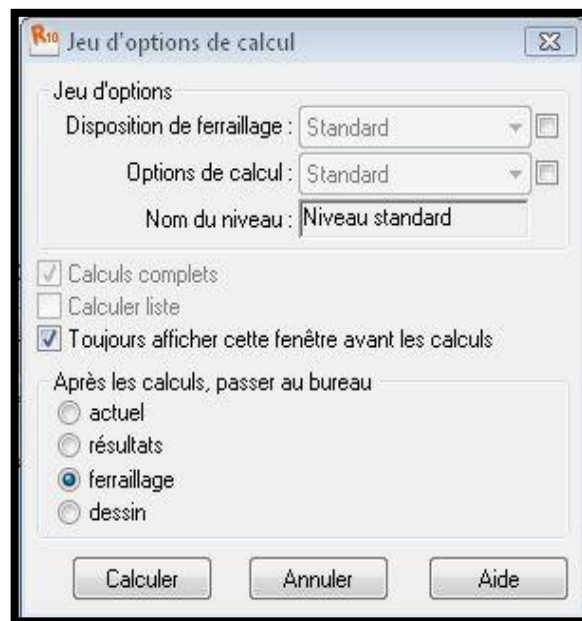 R10 Jeu d'options de calcul
Jeu d'options
Disposition de ferraillage : Standard
Options de calcul : Standard
Nom du niveau : Niveau standard
Calculs complets
Calculer liste
Toujours afficher cette fenêtre avant les calculs
Après les calculs, passer au bureau
actuel
résultats
ferraillage
dessin
Calculer Annuler Aide